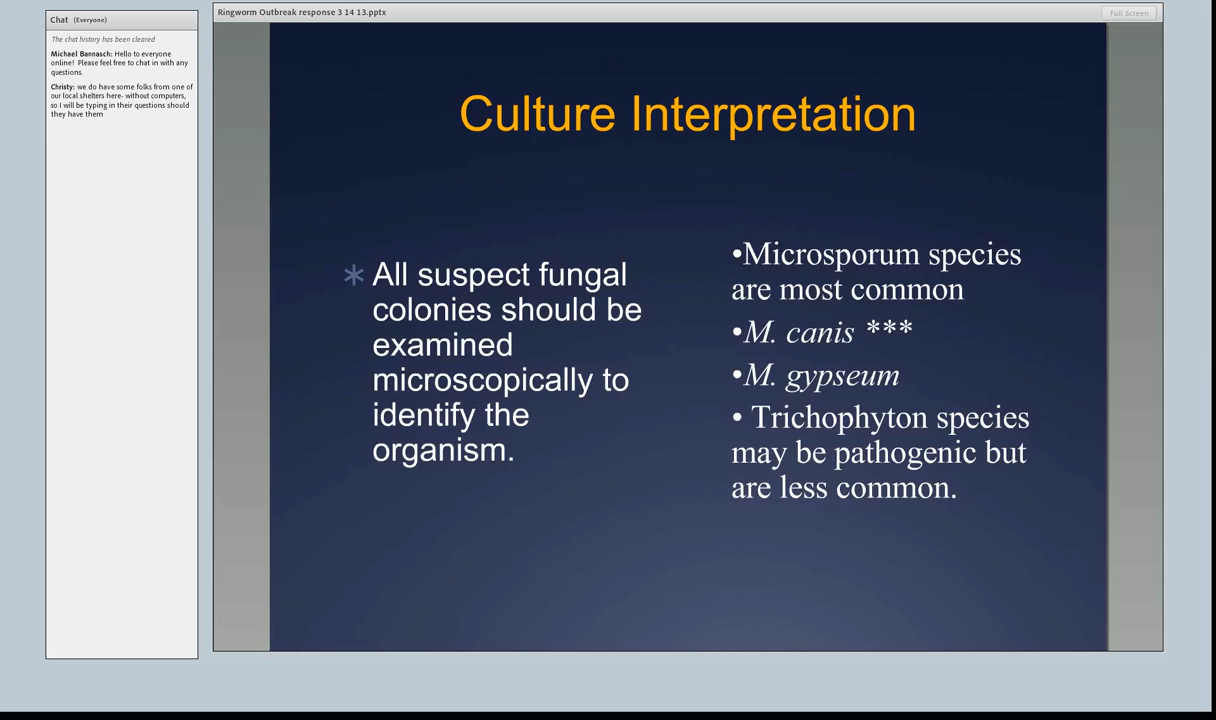 Chat (Everyone)
The chat history has been cleared
Michael Bannasch: Hello to everyone
online! Please feel free to chat in with any
questions.
Christy: we do have some folks from one of
our local shelters here- without computers,
so I will be typing in their questions should
they have them
Ringworm Outbreak response 3 14 13.pptx
Full Screen
Culture Interpretation
All suspect fungal
colonies should be
examined
microscopically to
identify the
organism.
•Microsporum species
are most common
•M. canis ***
•M. gypseum
• Trichophyton species
may be pathogenic but
are less common.